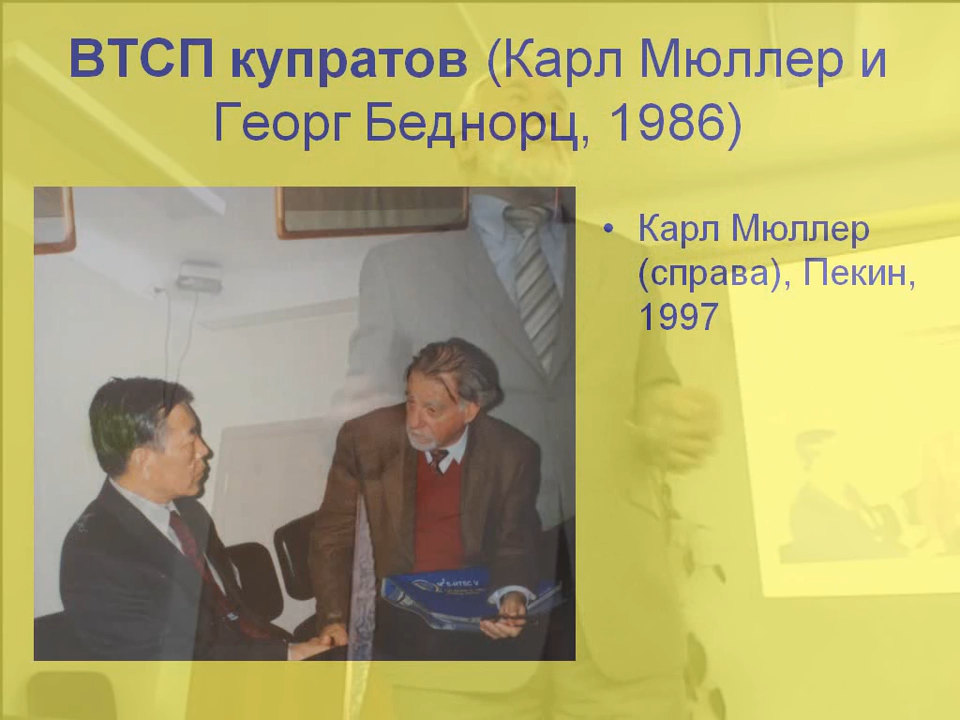 ВТСП купратов (Карл Мюллер и
Георг Беднорц, 1986)
• Карл Мюллер
(справа), Пекин,
1997